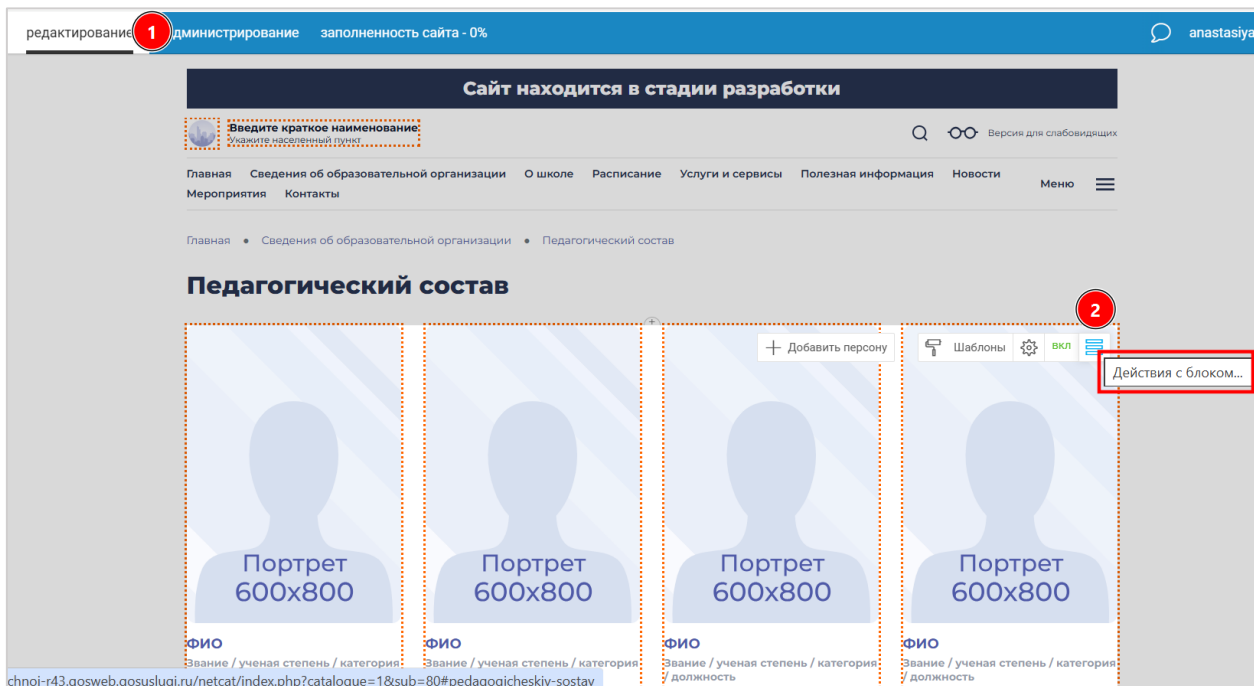 редактирование 1 дминистрирование заполненность сайта - 0% anastasiya
Сайт находится в стадии разработки
Введите краткое наименование
Укажите населенный пункт
Версия для слабовидящих
Главная Сведения об образовательной организации О школе Расписание Услуги и сервисы Полезная информация Новости
Мероприятия Контакты
Меню
Главная • Сведения об образовательной организации • Педагогический состав
Педагогический состав
2
+ Добавить персону
Шаблоны
вкл
Действия с блоком...
Портрет Портрет Портрет Портрет
600x800 600x800 600x800 600x800
ФИО ФИО ФИО ФИО
Звание / ученая степень / категория Звание / ученая степень / категория Звание / ученая степень / категория Звание / ученая степень / категория
/ должность / должность
chnoi-r43.gosweb.gosuslugi.ru/netcat/index.php?catalogue=1&sub=80#pedagogicheskiy-sostav